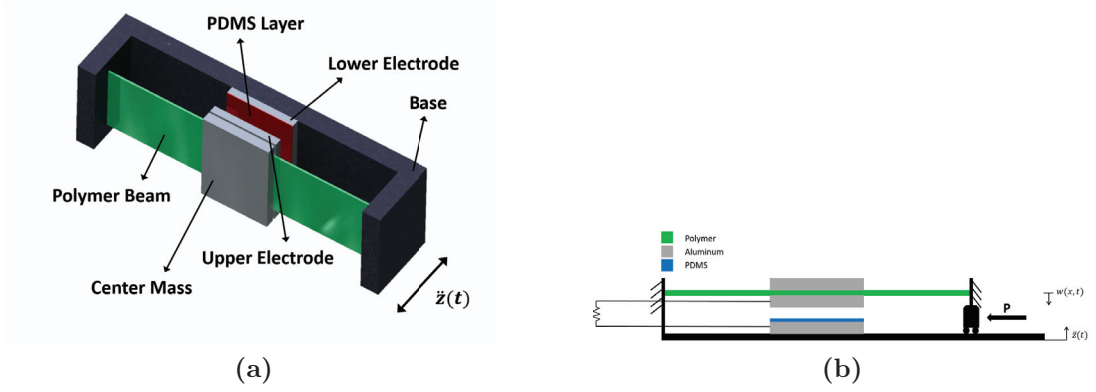 PDMS Layer
Lower Electrode
Base
Polymer Beam
Upper Electrode
Center Mass
z̈(t)
Polymer
Aluminum
PDMS
w(x, t)
P
z̈(t)
(a)
(b)